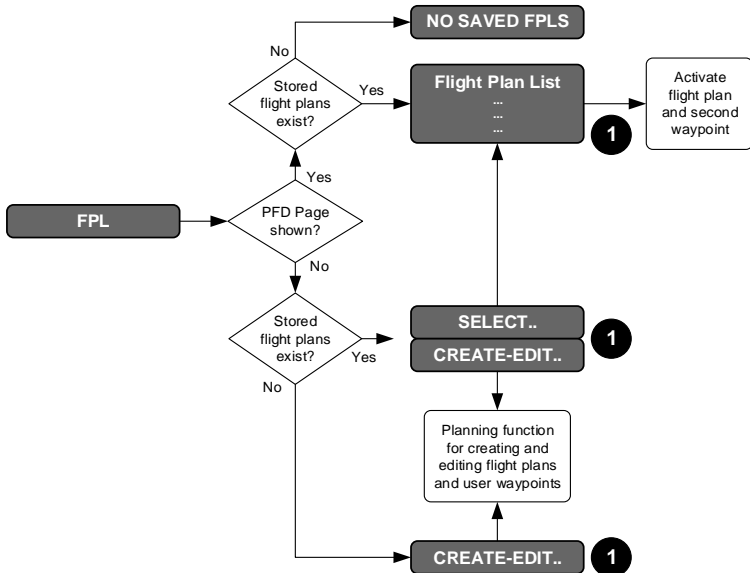 NO SAVED FPLS
No
Stored
flight plans
exist?
Yes
Flight Plan List
...
...
...
1
Activate
flight plan
and second
waypoint
Yes
FPL
PFD Page
shown?
No
Stored
flight plans
exist?
Yes
SELECT..
CREATE-EDIT..
1
No
Planning function
for creating and
editing flight plans
and user waypoints
CREATE-EDIT..
1